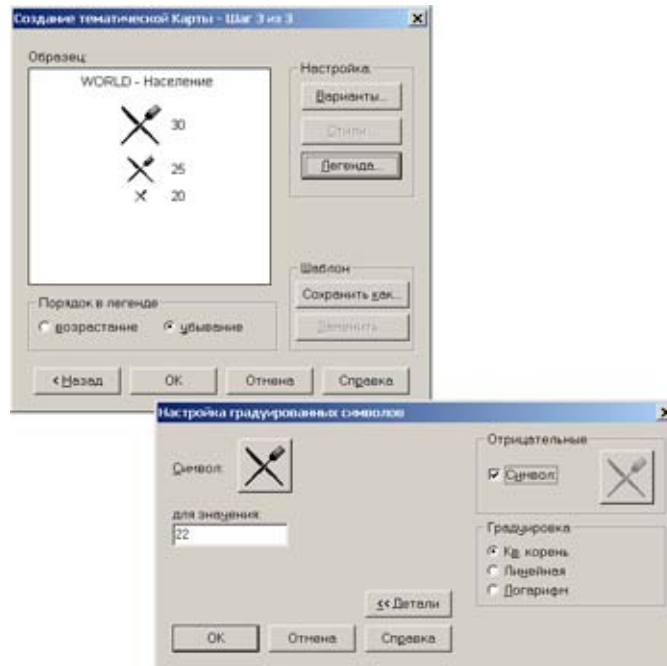 Создание тематической Карты - Шаг 3 из 3
Образец:
WORLD - Население
30
25
20
Настройка
Варианты...
Стили...
Легенда...
Порядок в легенде
возрастание
убывание
Шаблон
Сохранить как...
Заменить
< Назад
OK
Отмена
Справка
Настройка градуированных символов
Символ:
для значения:
22
Отрицательные
Символ:
Градуировка
Кв. корень
Линейная
Логарифм
<< Детали
OK
Отмена
Справка